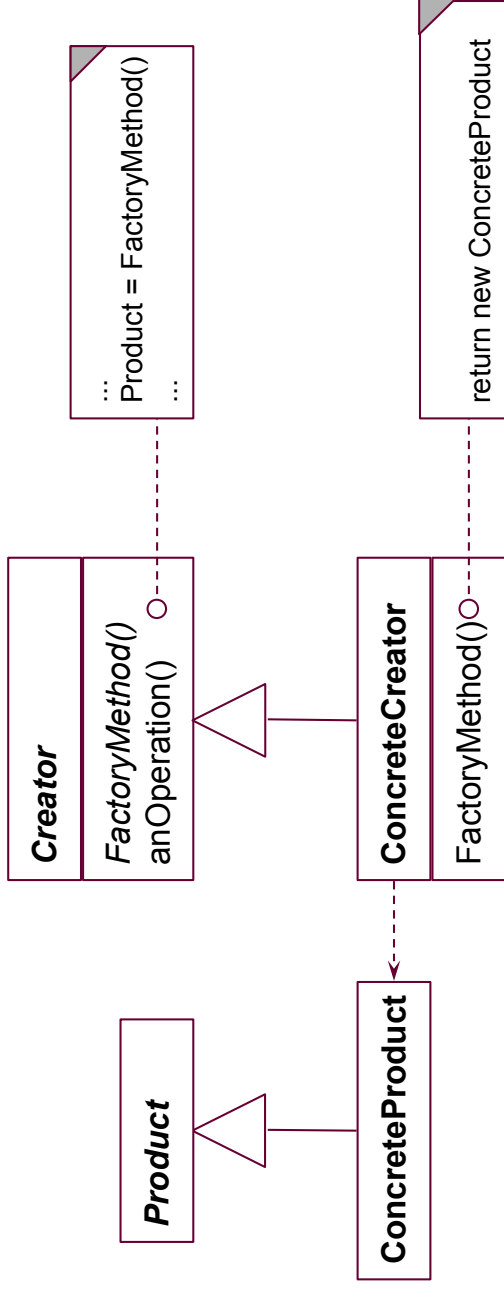 Product
Creator
FactoryMethod()
anOperation()
...
Product = FactoryMethod()
...
ConcreteProduct
ConcreteCreator
FactoryMethod()
return new ConcreteProduct